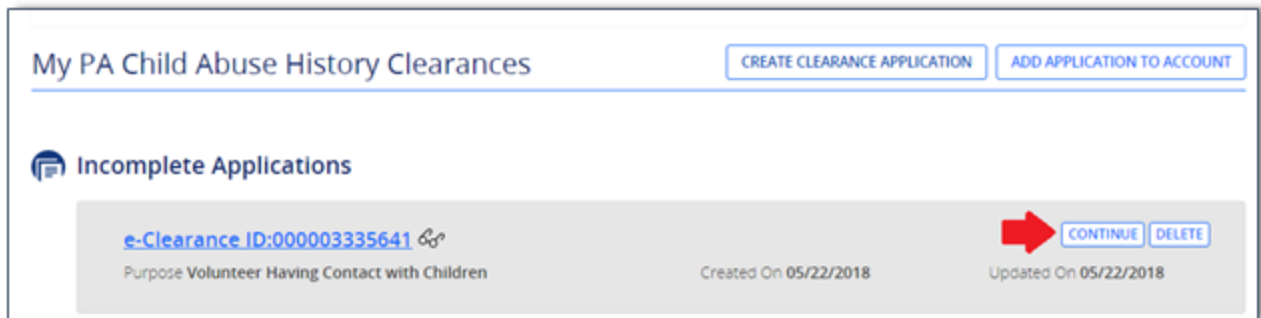 My PA Child Abuse History Clearances
CREATE CLEARANCE APPLICATION ADD APPLICATION TO ACCOUNT
Incomplete Applications
e-Clearance ID:000003335641 CONTINUE DELETE
Purpose Volunteer Having Contact with Children Created On 05/22/2018 Updated On 05/22/2018